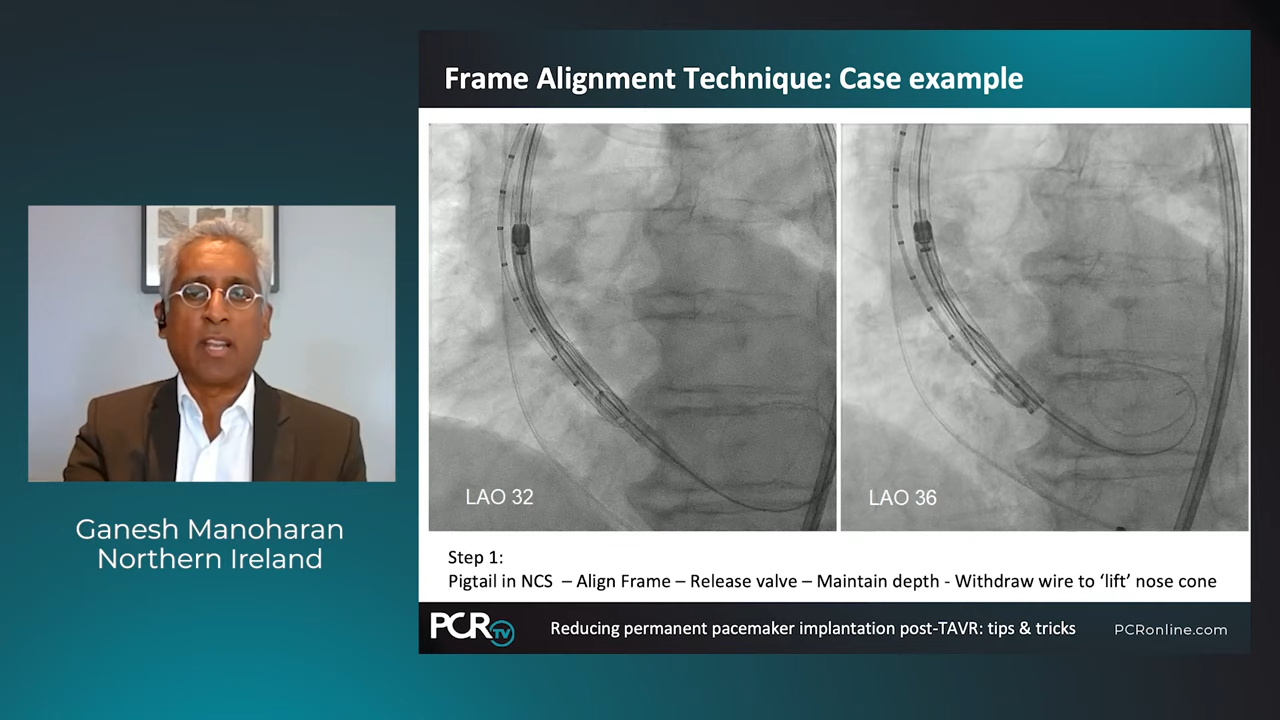 Frame Alignment Technique: Case example
LAO 32
LAO 36
Ganesh Manoharan
Northern Ireland
Step 1:
Pigtail in NCS – Align Frame – Release valve – Maintain depth - Withdraw wire to ‘lift’ nose cone
PCR TV
Reducing permanent pacemaker implantation post-TAVR: tips & tricks
PCRonline.com